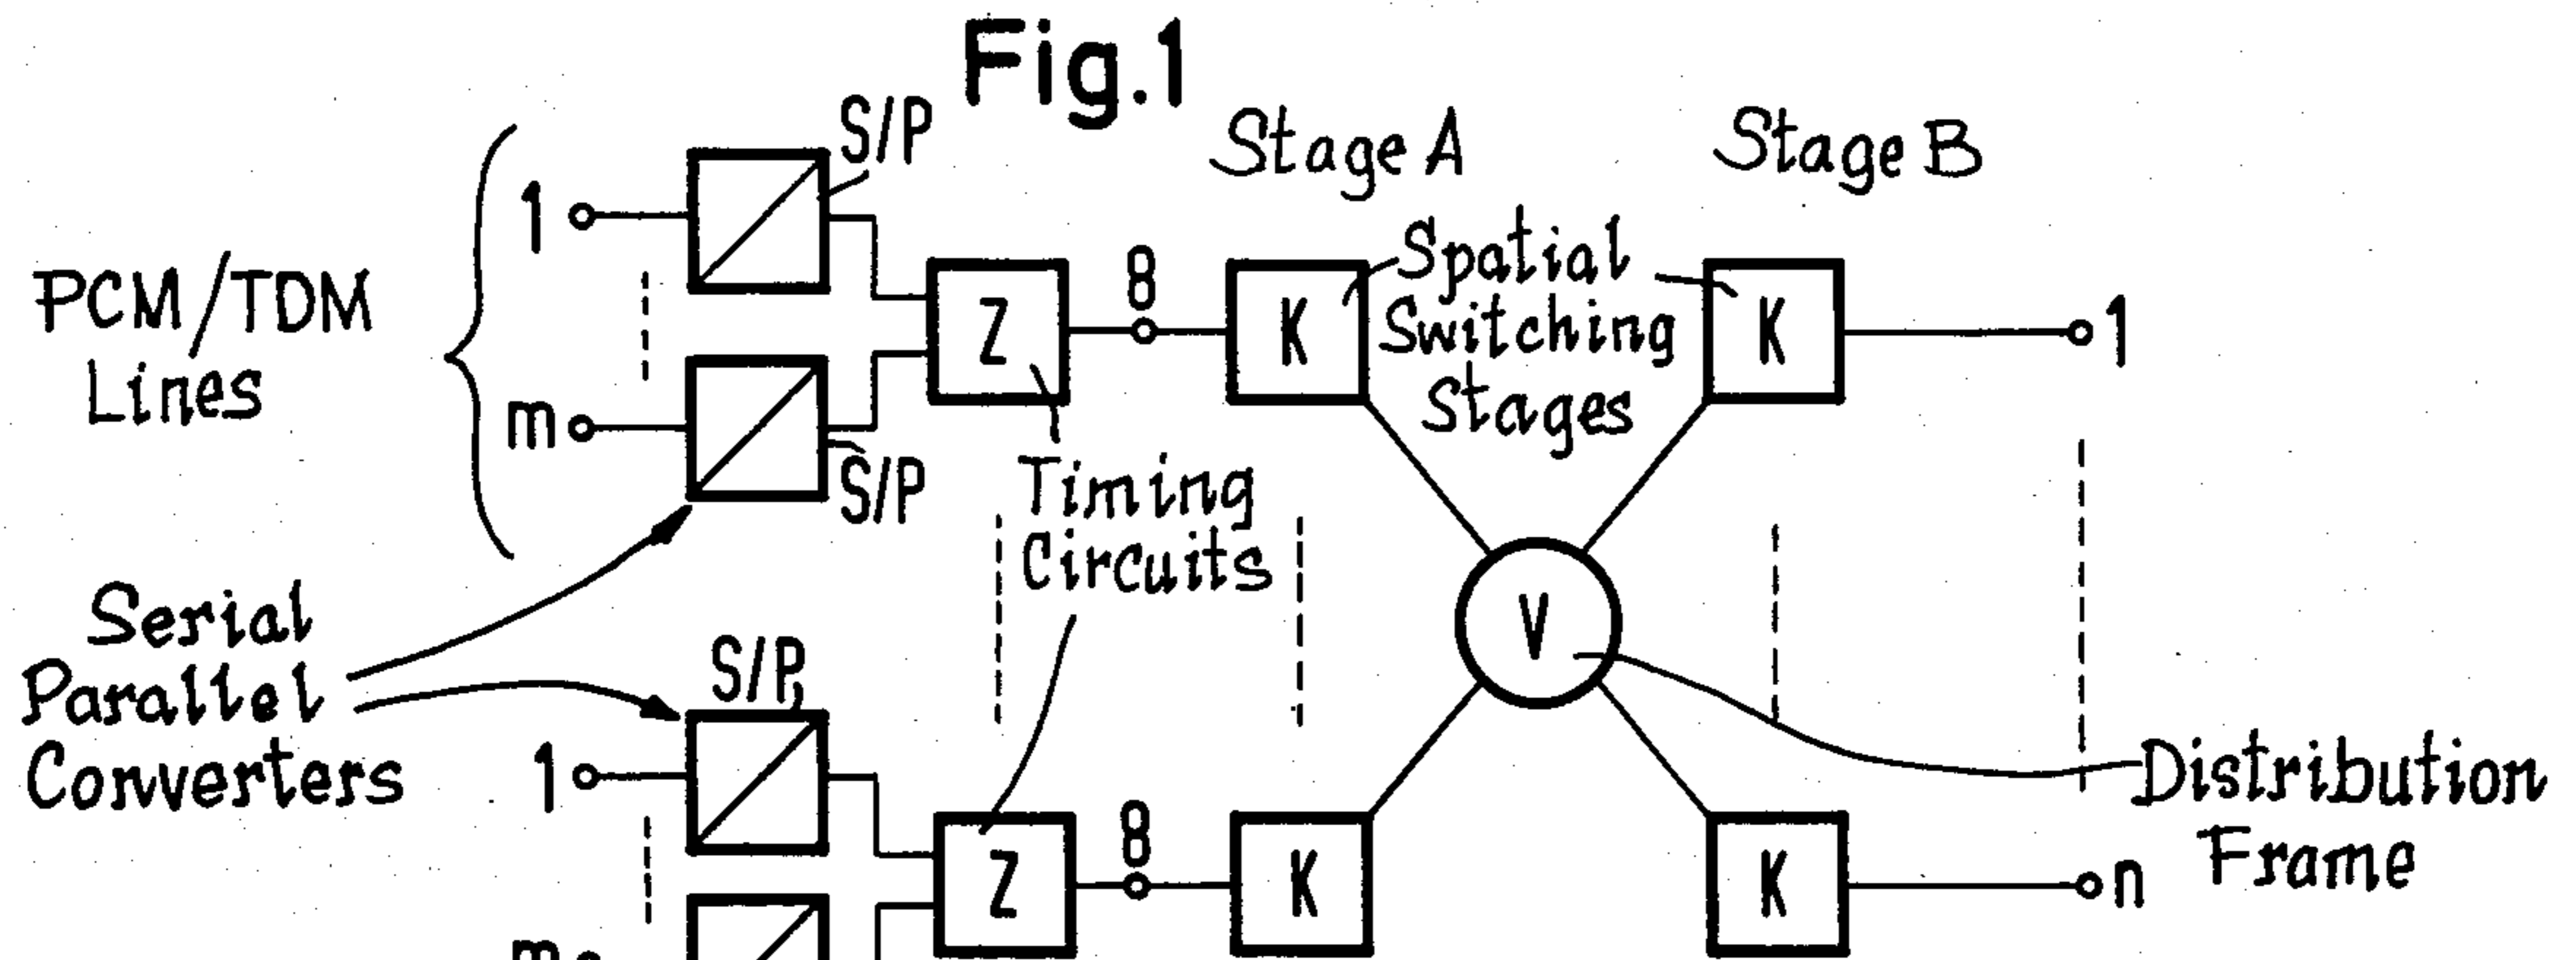 Fig.1
S/P
Stage A
Stage B
1
PCM/TDM
Lines
Z
8
K
Spatial
Switching
Stages
K
1
m
S/P
Timing
Circuits
V
Serial
Parallel
Converters
S/P
1
Z
8
K
K
n
Distribution
Frame
m